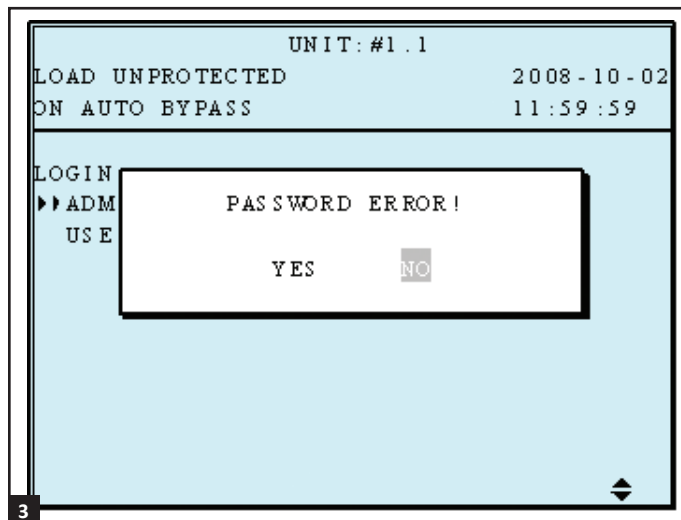 UNIT:#1.1
LOAD UNPROTECTED 2008-10-02
ON AUTO BYPASS 11:59:59
LOGIN
ADM
USE
PASSWORD ERROR!
YES NO
3